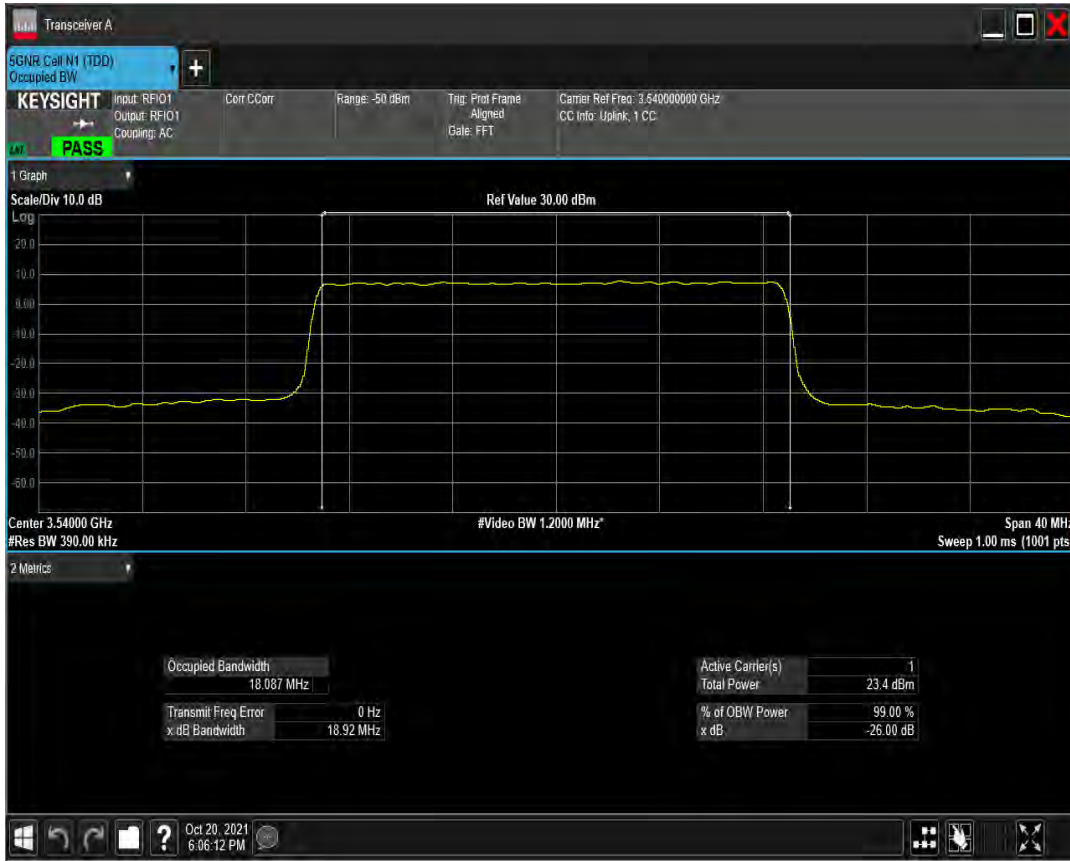 Transceiver A
5GNR Cell N1 (TDD)
Occupied BW
+
KEYSIGHT
Input: RFIO1
Output: RFIO1
Coupling: AC
Corr CCorr
Range: -50 dBm
Trig: Prot Frame
Aligned
Gate: FFT
Carrier Ref Freq: 3.540000000 GHz
CC Info: Uplink, 1 CC
PASS
1 Graph
Scale/Div 10.0 dB
Ref Value 30.00 dBm
Log
20.0
10.0
0.00
-10.0
-20.0
-30.0
-40.0
-50.0
-60.0
Center 3.54000 GHz
#Video BW 1.2000 MHz*
Span 40 MHz
#Res BW 390.00 kHz
Sweep 1.00 ms (1001 pts
2 Metrics
Occupied Bandwidth
18.087 MHz
Transmit Freq Error 0 Hz
x dB Bandwidth 18.92 MHz
Active Carrier(s) 1
Total Power 23.4 dBm
% of OBW Power 99.00 %
x dB -26.00 dB
?
Oct 20, 2021
6:06:12 PM